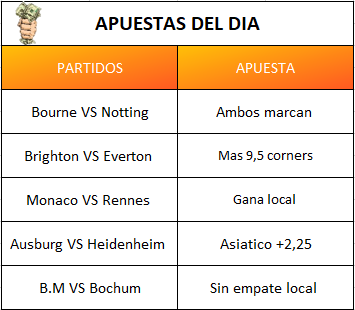 APUESTAS DEL DIA
PARTIDOS APUESTA
Bourne VS Notting Ambos marcan
Brighton VS Everton Mas 9,5 corners
Monaco VS Rennes Gana local
Ausburg VS Heidenheim Asiatico +2,25
B.M VS Bochum Sin empate local